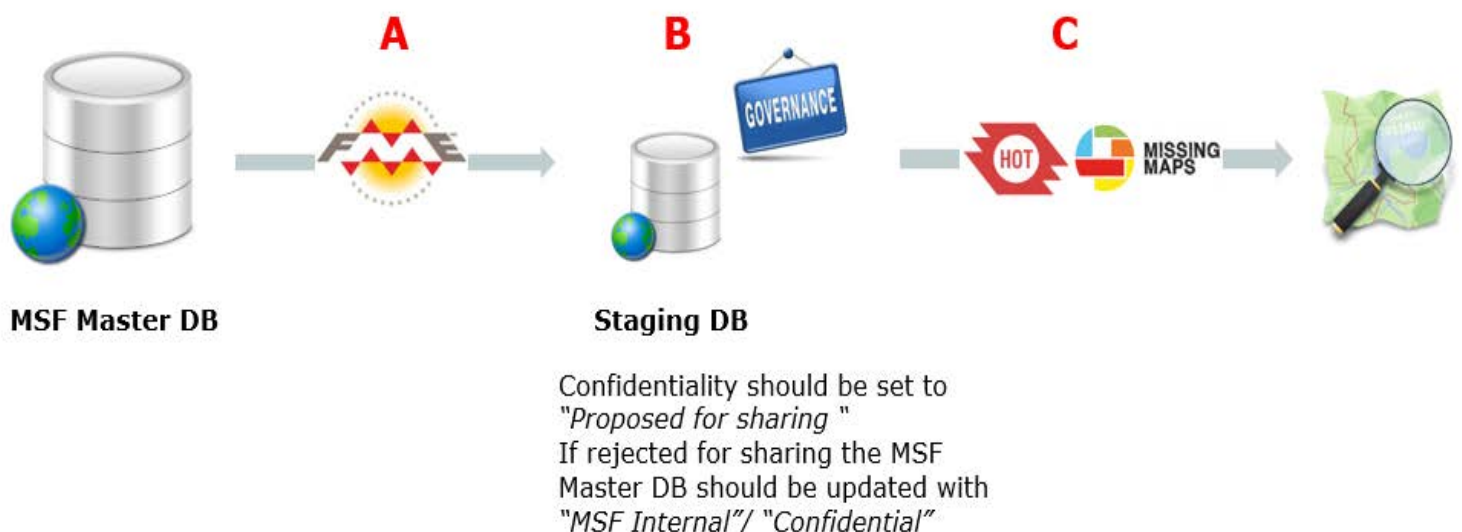 A
B
C
FME
GOVERNANCE
HOT
MISSING
MAPS
MSF Master DB
Staging DB
Confidentiality should be set to
“Proposed for sharing “
If rejected for sharing the MSF
Master DB should be updated with
“MSF Internal”/ “Confidential”